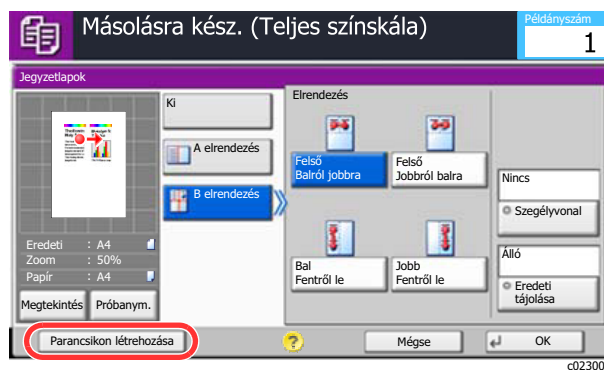 Másolásra kész. (Teljes színskála)
Példányszám
1
Jegyzetlapok
Ki
A elrendezés
B elrendezés
Elrendezés
Felső
Balról jobbra
Felső
Jobbról balra
Bal
Fentről le
Jobb
Fentről le
Nincs
Szegélyvonal
Álló
Eredeti
tájolása
Eredeti : A4
Zoom : 50%
Papír : A4
Megtekintés
Próbanym.
Parancsikon létrehozása
?
Mégse
OK
c02300